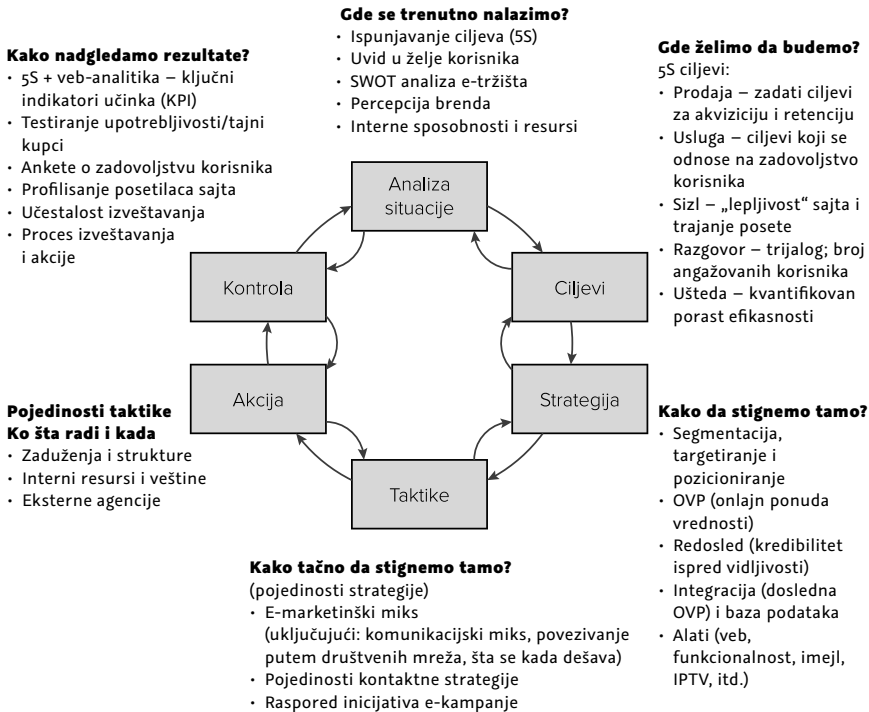 Gde se trenutno nalazimo?
• Ispunjavanje ciljeva (5S)
• Uvid u želje korisnika
• SWOT analiza e-tržišta
• Percepcija brenda
• Interne sposobnosti i resursi
Kako nadgledamo rezultate?
• 5S + veb-analitika – ključni
indikatori učinka (KPI)
• Testiranje upotrebljivosti/tajni
kupci
• Ankete o zadovoljstvu korisnika
• Profilisanje posetilaca sajta
• Učestalost izveštavanja
• Proces izveštavanja
i akcije
Gde želimo da budemo?
5S ciljevi:
• Prodaja – zadati ciljevi
za akviziciju i retenciju
• Usluga – ciljevi koji se
odnose na zadovoljstvo
korisnika
• Sizl – „lepljivost“ sajta i
trajanje posete
• Razgovor – trijalog; broj
angažovanih korisnika
• Ušteda – kvantifikovan
porast efikasnosti
Analiza
situacije
Kontrola
Ciljevi
Akcija
Strategija
Taktike
Pojedinosti taktike
Ko šta radi i kada
• Zaduženja i strukture
• Interni resursi i veštine
• Eksterne agencije
Kako da stignemo tamo?
• Segmentacija,
targetiranje i
pozicioniranje
• OVP (onlajn ponuda
vrednosti)
• Redosled (kredibilitet
ispred vidljivosti)
• Integracija (dosledna
OVP) i baza podataka
• Alati (veb,
funkcionalnost, imejl,
IPTV, itd.)
Kako tačno da stignemo tamo?
(pojedinosti strategije)
• E-marketinški miks
(uključujući: komunikacijski miks, povezivanje
putem društvenih mreža, šta se kada dešava)
• Pojedinosti kontaktne strategije
• Raspored inicijativa e-kampanje